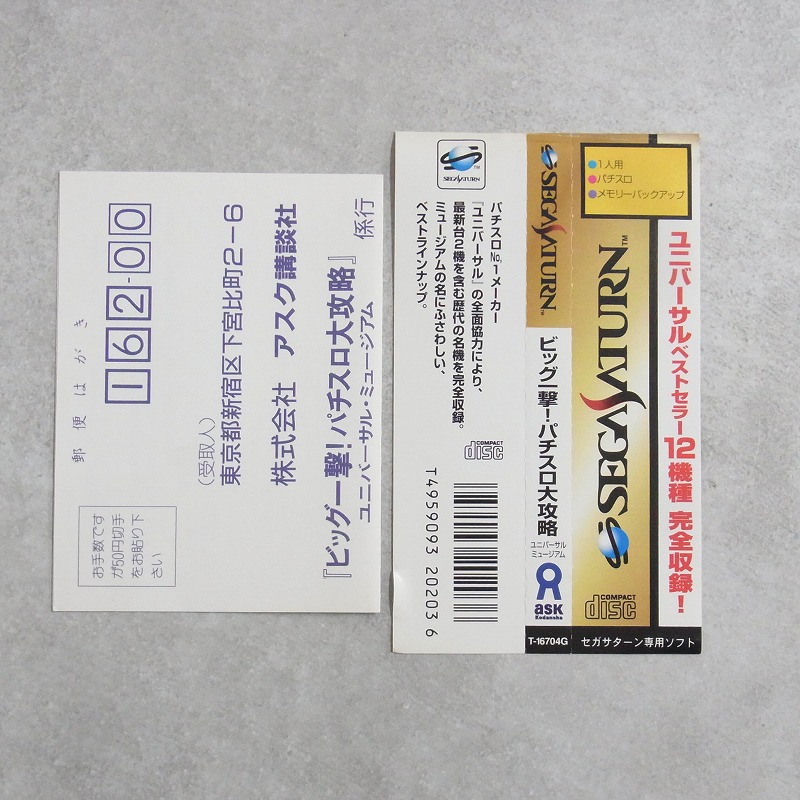 郵便はがき
162-00
(受取人)
東京都新宿区下宮比町2-6
株式会社 アスク講談社
『ビッグ一撃!パチスロ大攻略』係行
ユニバーサル・ミュージアム
お手数です
が50円切手
をお貼り下
さい
SEGA SATURN
TM
パチスロNo.1メーカー
『ユニバーサル』の全面協力により、
最新台2機を含む歴代の名機を完全収録。
ミュージアムの名にふさわしい、
ベストラインナップ。
COMPACT
disc
T4959093 202036
SEGA SATURN
TM
ビッグ一撃!パチスロ大攻略
ユニバーサル
ミュージアム
ask
Kodansha
T-16704G
●1人用
●パチスロ
●メモリーバックアップ
SEGA SATURN
TM
COMPACT
disc
ユニバーサルベストセラー12機種 完全収録!
セガサターン専用ソフト